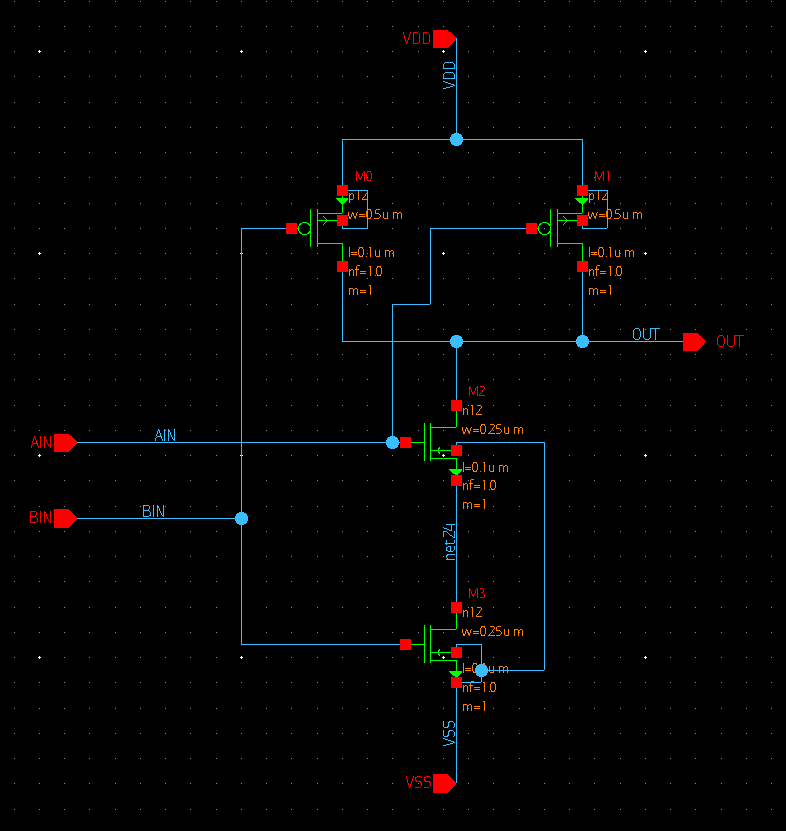 VDD
VDD
M0
p12
w=0.5u m
l=0.1u m
nf=1.0
m=1
M1
p12
w=0.5u m
l=0.1u m
nf=1.0
m=1
OUT
OUT
M2
n12
w=0.25u m
l=0.1u m
nf=1.0
m=1
AIN
AIN
BIN
BIN
net24
M3
n12
w=0.25u m
nf=1.0
m=1
VSS
VSS